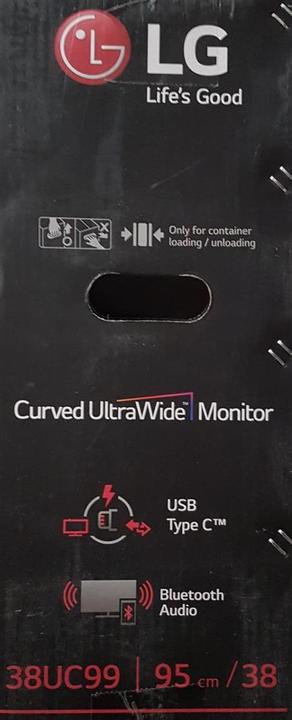 LG
Life's Good
Only for container
loading / unloading
Curved UltraWide™ Monitor
USB
Type C™
Bluetooth
Audio
38UC99 | 95 cm / 38